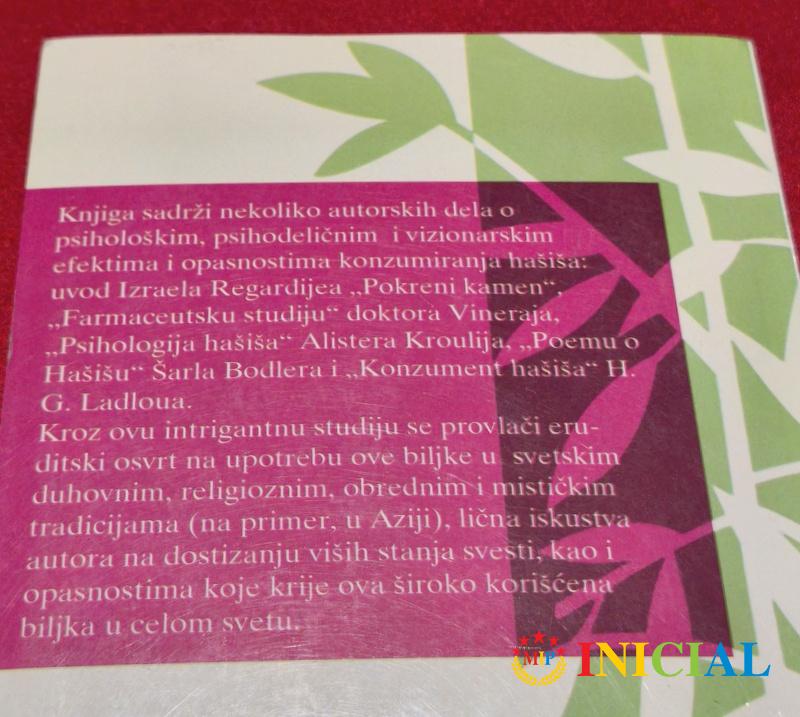 Knjiga sadrži nekoliko autorskih dela o
psihološkim, psihodeličnim i vizionarskim
efektima i opasnostima konzumiranja hašiša:
uvod Izraela Regardijea „Pokreni kamen“,
„Farmaceutsku studiju“ doktora Vineraja,
„Psihologija hašiša“ Alistera Kroulija, „Poemu o
Hašišu“ Šarla Bodlera i „Konzument hašiša“ H.
G. Ladloua.
Kroz ovu intrigantnu studiju se provlači eru-
ditski osvrt na upotrebu ove biljke u svetskim
duhovnim, religioznim, obrednim i mističkim
tradicijama (na primer, u Aziji), lična iskustva
autora na dostizanju viših stanja svesti, kao i
opasnostima koje krije ova široko korišćena
biljka u celom svetu.
MIP INICIAL